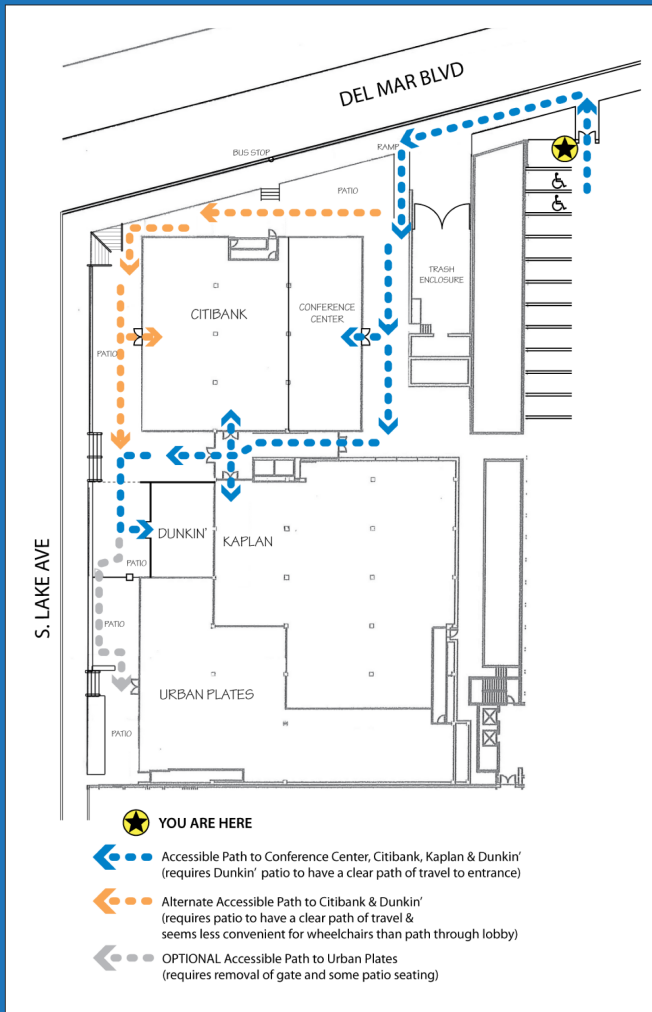 DEL MAR BLVD
BUS STOP
RAMP
PATIO
CITIBANK
CONFERENCE
CENTER
TRASH
ENCLOSURE
PATIO
DUNKIN'
KAPLAN
PATIO
S. LAKE AVE
PATIO
URBAN PLATES
PATIO
YOU ARE HERE
Accessible Path to Conference Center, Citibank, Kaplan & Dunkin'
(requires Dunkin' patio to have a clear path of travel to entrance)
Alternate Accessible Path to Citibank & Dunkin'
(requires patio to have a clear path of travel &
seems less convenient for wheelchairs than path through lobby)
OPTIONAL Accessible Path to Urban Plates
(requires removal of gate and some patio seating)